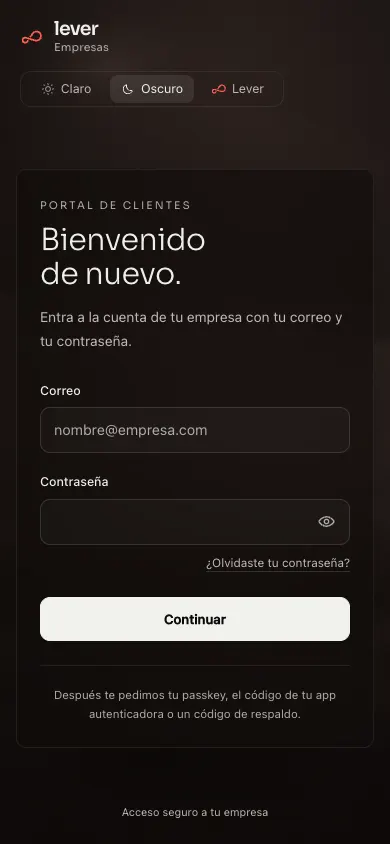 lever
Empresas
Claro
Oscuro
Lever
PORTAL DE CLIENTES
Bienvenido
de nuevo.
Entra a la cuenta de tu empresa con tu correo y
tu contraseña.
Correo
nombre@empresa.com
Contraseña
¿Olvidaste tu contraseña?
Continuar
Después te pedimos tu passkey, el código de tu app
autenticadora o un código de respaldo.
Acceso seguro a tu empresa